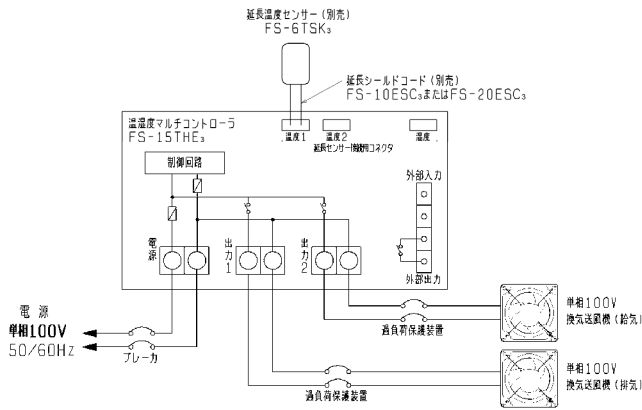 延長温度センサー(別売)
FS-6TSK₃
延長シールドコード(別売)
FS-10ESC₃またはFS-20ESC₃
温湿度マルチコントローラ
FS-15THE₃
温度1
温度2
延長センサー接続用コネクタ
制御回路
外部入力
電源
出力1
出力2
外部出力
電源
単相100V
50/60Hz
ブレーカ
過負荷保護装置
単相100V
換気送風機(給気)
過負荷保護装置
単相100V
換気送風機(排気)